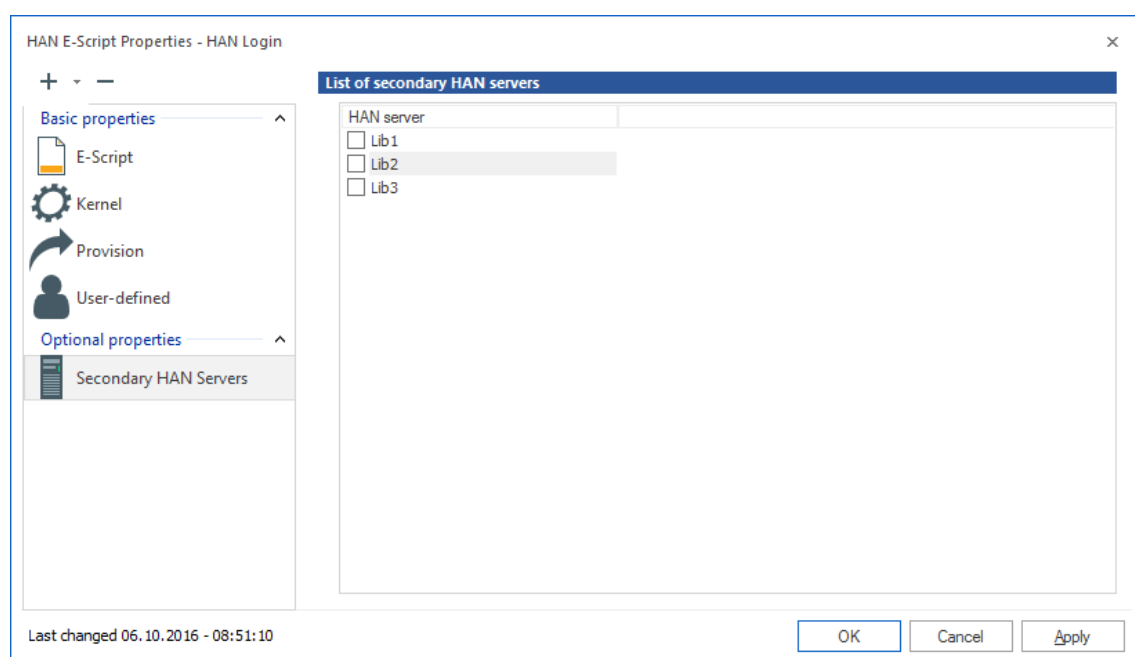 HAN E-Script Properties - HAN Login
List of secondary HAN servers
Basic properties
E-Script
Kernel
Provision
User-defined
Optional properties
Secondary HAN Servers
HAN server
Lib1
Lib2
Lib3
Last changed 06.10.2016 - 08:51:10
OK
Cancel
Apply